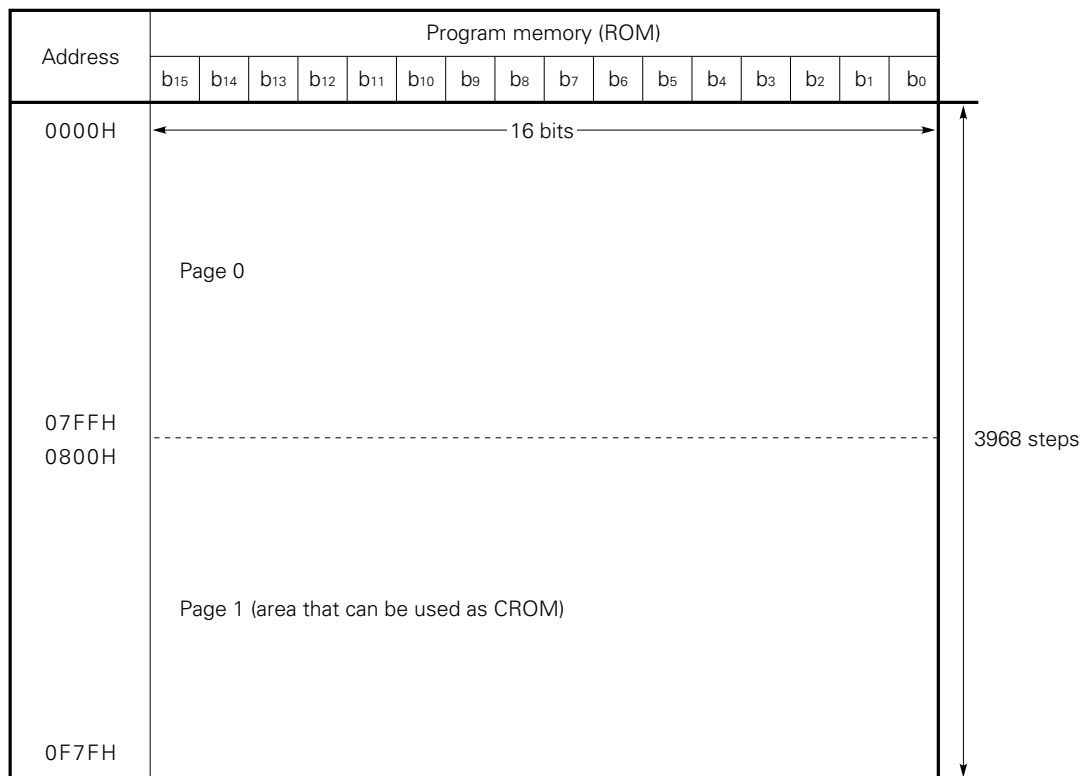 Address
Program memory (ROM)
b15 b14 b13 b12 b11 b10 b9 b8 b7 b6 b5 b4 b3 b2 b1 b0
0000H
16 bits
Page 0
07FFH
0800H
3968 steps
Page 1 (area that can be used as CROM)
0F7FH